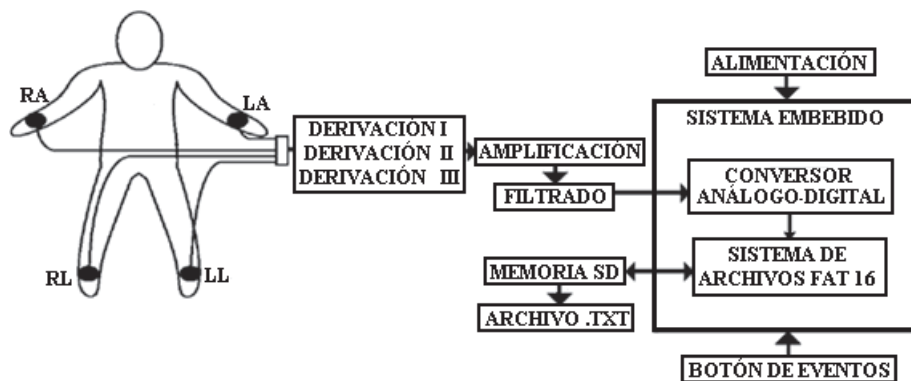 RA
LA
RL
LL
DERIVACIÓN I
DERIVACIÓN II
DERIVACIÓN III
AMPLIFICACIÓN
FILTRADO
ALIMENTACIÓN
SISTEMA EMBEBIDO
CONVERSOR
ANÁLOGO-DIGITAL
SISTEMA DE
ARCHIVOS FAT 16
MEMORIA SD
ARCHIVO .TXT
BOTÓN DE EVENTOS